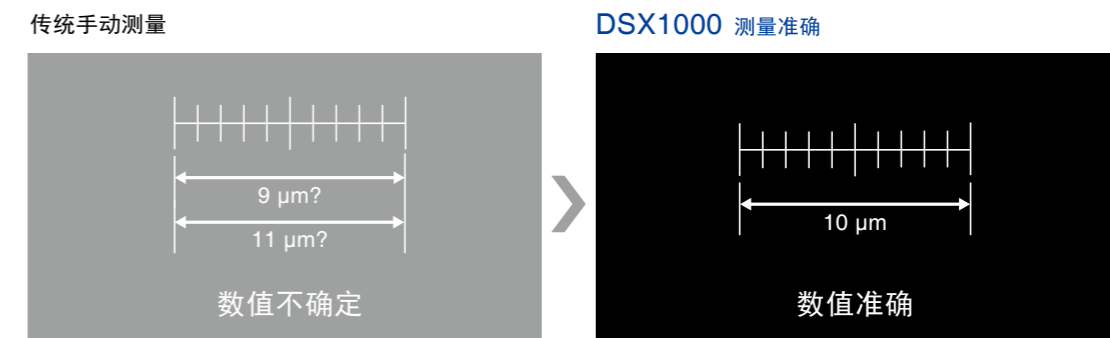 传统手动测量
DSX1000 测量准确
9 µm?
11 µm?
数值不确定
10 µm
数值准确